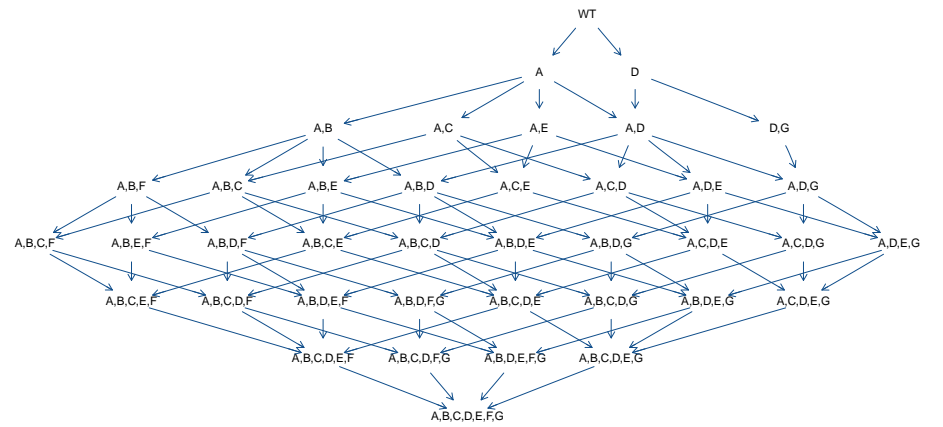 WT
A D
A,B A,C A,E A,D D,G
A,B,F A,B,C A,B,E A,B,D A,C,E A,C,D A,D,E A,D,G
A,B,C,F A,B,E,F A,B,D,F A,B,C,E A,B,C,D A,B,D,E A,B,D,G A,C,D,E A,C,D,G A,D,E,G
A,B,C,E,F A,B,C,D,F A,B,D,E,F A,B,D,F,G A,B,C,D,E A,B,C,D,G A,B,D,E,G A,C,D,E,G
A,B,C,D,E,F A,B,C,D,F,G A,B,D,E,F,G A,B,C,D,E,G
A,B,C,D,E,F,G